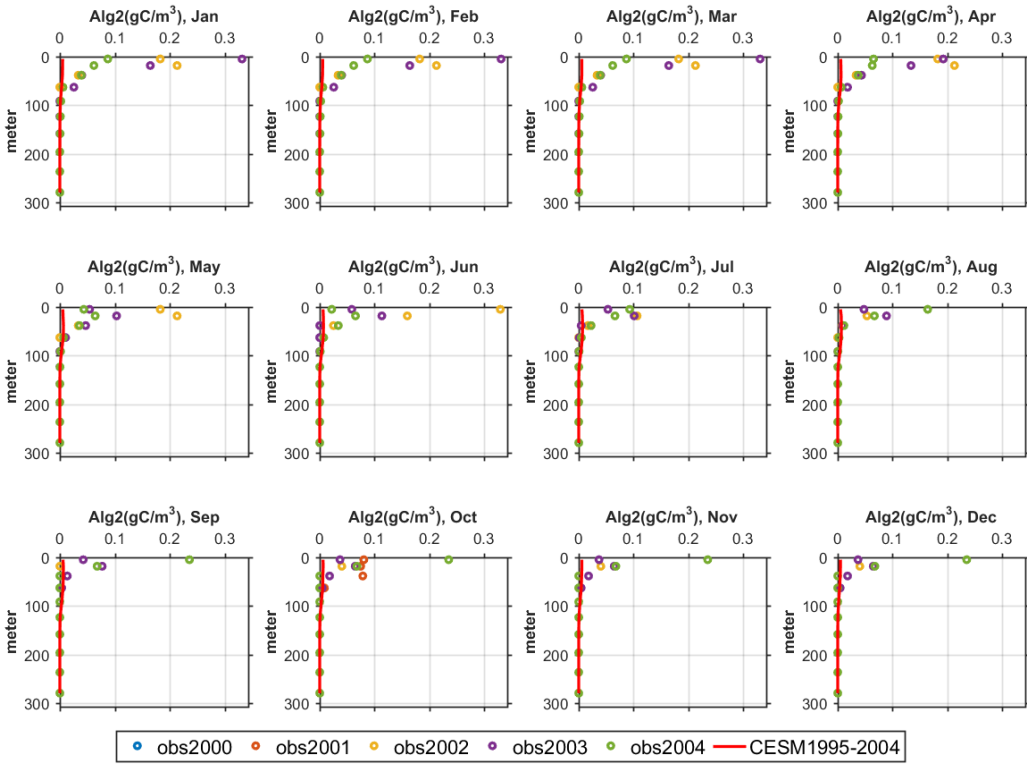 Alg2(gC/m3), Jan
0 0.1 0.2 0.3
0
100
200
300
meter
Alg2(gC/m3), Feb
0 0.1 0.2 0.3
0
100
200
300
meter
Alg2(gC/m3), Mar
0 0.1 0.2 0.3
0
100
200
300
meter
Alg2(gC/m3), Apr
0 0.1 0.2 0.3
0
100
200
300
meter
Alg2(gC/m3), May
0 0.1 0.2 0.3
0
100
200
300
meter
Alg2(gC/m3), Jun
0 0.1 0.2 0.3
0
100
200
300
meter
Alg2(gC/m3), Jul
0 0.1 0.2 0.3
0
100
200
300
meter
Alg2(gC/m3), Aug
0 0.1 0.2 0.3
0
100
200
300
meter
Alg2(gC/m3), Sep
0 0.1 0.2 0.3
0
100
200
300
meter
Alg2(gC/m3), Oct
0 0.1 0.2 0.3
0
100
200
300
meter
Alg2(gC/m3), Nov
0 0.1 0.2 0.3
0
100
200
300
meter
Alg2(gC/m3), Dec
0 0.1 0.2 0.3
0
100
200
300
meter
obs2000 obs2001 obs2002 obs2003 obs2004 CESM1995-2004